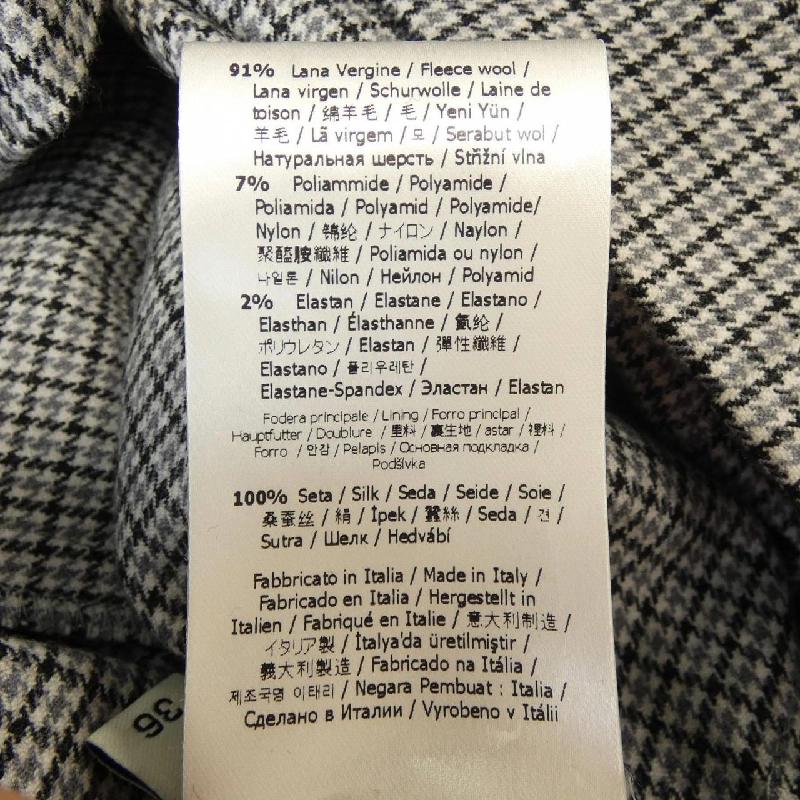 91% Lana Vergine / Fleece wool /
Lana virgen / Schurwolle / Laine de
toison / 绵羊毛 / 毛 / Yeni Yün /
羊毛 / Lã virgem / 모 / Serabut wol /
Натуральная шерсть / Střižní vlna
7% Poliammide / Polyamide /
Poliamida / Polyamid / Polyamide/
Nylon / 锦纶 / ナイロン / Naylon /
聚醯胺纖維 / Poliamida ou nylon /
나일론 / Nilon / Нейлон / Polyamid
2% Elastan / Elastane / Elastano /
Elasthan / Élasthanne / 氨纶 /
ポリウレタン / Elastan / 彈性纖維 /
Elastano / 폴리우레탄 /
Elastane-Spandex / Эластан / Elastan
Fodera principale / Lining / Forro principal /
Hauptfutter / Doublure / 里料 / 裏生地 / astar / 裡料 /
Forro / 안감 / Pelapis / Основная подкладка /
Podšívka
100% Seta / Silk / Seda / Seide / Soie /
桑蚕丝 / 絹 / İpek / 蠶絲 / Seda / 견 /
Sutra / Шелк / Hedvábí
Fabbricato in Italia / Made in Italy /
Fabricado en Italia / Hergestellt in
Italien / Fabriqué en Italie / 意大利制造 /
イタリア製 / İtalya'da üretilmiştir /
義大利製造 / Fabricado na Itália /
제조국명 이태리 / Negara Pembuat : Italia /
Сделано в Италии / Vyrobeno v Itálii
36